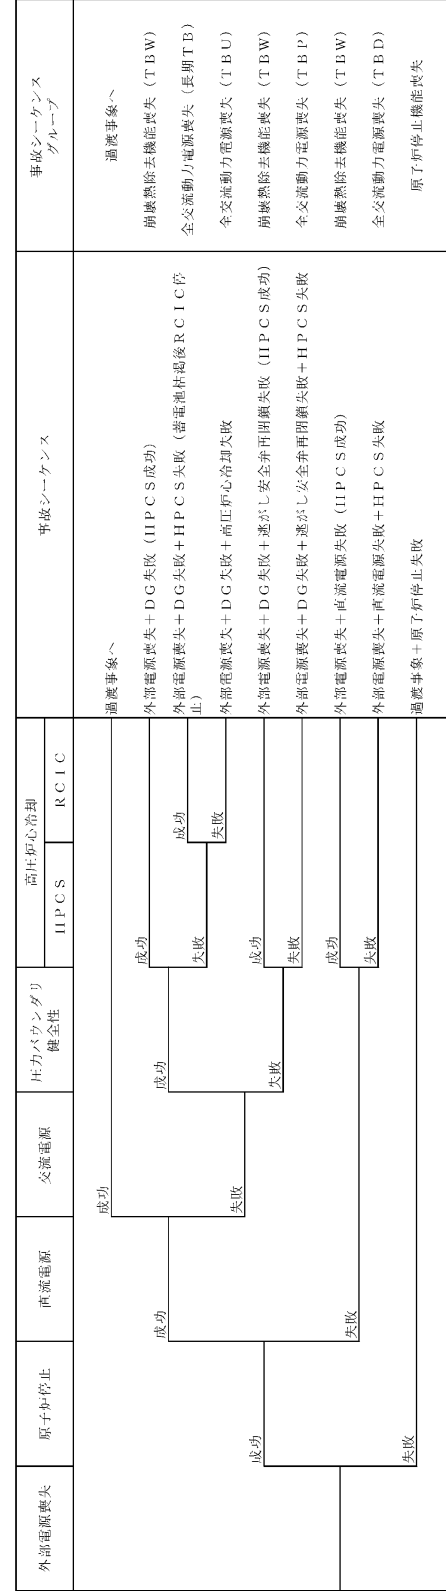 外部電源喪失
原子炉停止
直流電源
交流電源
圧力バウンダリ
健全性
高圧炉心冷却
HPCS
RCIC
事故シーケンス
事故シーケンス
グループ
成功
失敗
成功
失敗
成功
失敗
成功
失敗
成功
失敗
成功
失敗
成功
失敗
成功
失敗
過渡事象へ
過渡事象へ
外部電源喪失+DG失敗(HPCS成功)
崩壊熱除去機能喪失(TBW)
外部電源喪失+DG失敗+HPCS失敗(蓄電池枯渇後RCIC停
止)
全交流動力電源喪失(長期TB)
外部電源喪失+DG失敗+高圧炉心冷却失敗
全交流動力電源喪失(TBU)
外部電源喪失+DG失敗+逃がし安全弁再閉鎖失敗(HPCS成功)
崩壊熱除去機能喪失(TBW)
外部電源喪失+DG失敗+逃がし安全弁再閉鎖失敗+HPCS失敗
全交流動力電源喪失(TBP)
外部電源喪失+直流電源失敗(HPCS成功)
崩壊熱除去機能喪失(TBW)
外部電源喪失+直流電源失敗+HPCS失敗
全交流動力電源喪失(TBD)
過渡事象+原子炉停止失敗
原子炉停止機能喪失